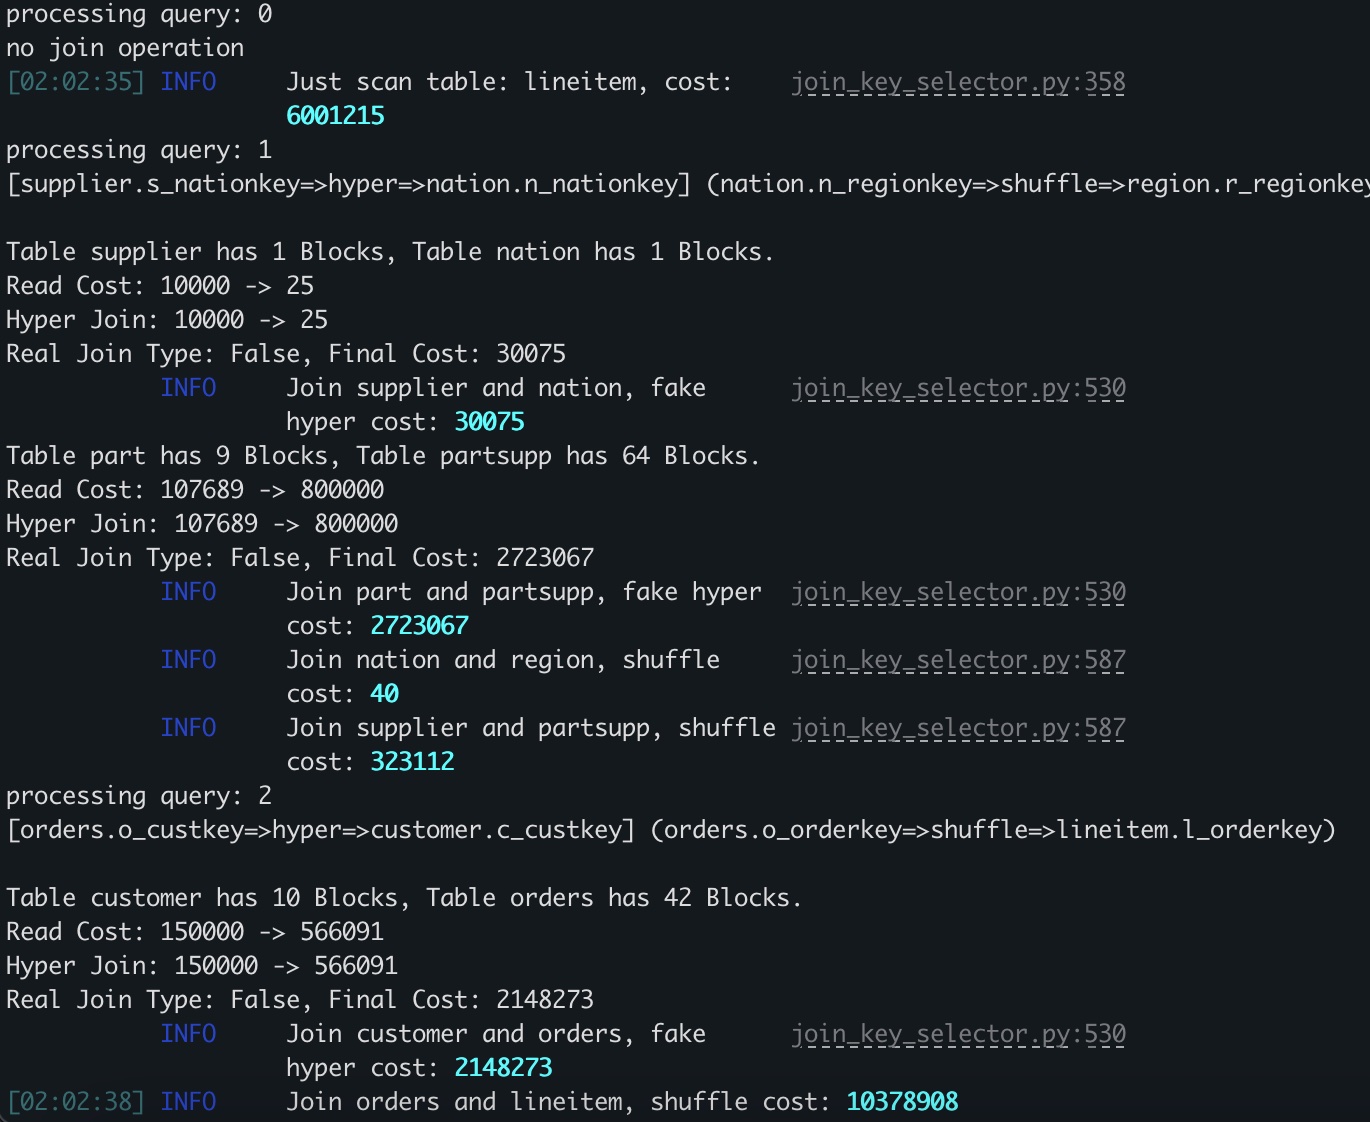 processing query: 0
no join operation
[02:02:35] INFO Just scan table: lineitem, cost: join_key_selector.py:358
6001215
processing query: 1
[supplier.s_nationkey=>hyper=>nation.n_nationkey] (nation.n_regionkey=>shuffle=>region.r_regionkey
Table supplier has 1 Blocks, Table nation has 1 Blocks.
Read Cost: 10000 -> 25
Hyper Join: 10000 -> 25
Real Join Type: False, Final Cost: 30075
INFO Join supplier and nation, fake join_key_selector.py:530
hyper cost: 30075
Table part has 9 Blocks, Table partsupp has 64 Blocks.
Read Cost: 107689 -> 800000
Hyper Join: 107689 -> 800000
Real Join Type: False, Final Cost: 2723067
INFO Join part and partsupp, fake hyper join_key_selector.py:530
cost: 2723067
INFO Join nation and region, shuffle join_key_selector.py:587
cost: 40
INFO Join supplier and partsupp, shuffle join_key_selector.py:587
cost: 323112
processing query: 2
[orders.o_custkey=>hyper=>customer.c_custkey] (orders.o_orderkey=>shuffle=>lineitem.l_orderkey)
Table customer has 10 Blocks, Table orders has 42 Blocks.
Read Cost: 150000 -> 566091
Hyper Join: 150000 -> 566091
Real Join Type: False, Final Cost: 2148273
INFO Join customer and orders, fake join_key_selector.py:530
hyper cost: 2148273
[02:02:38] INFO Join orders and lineitem, shuffle cost: 10378908